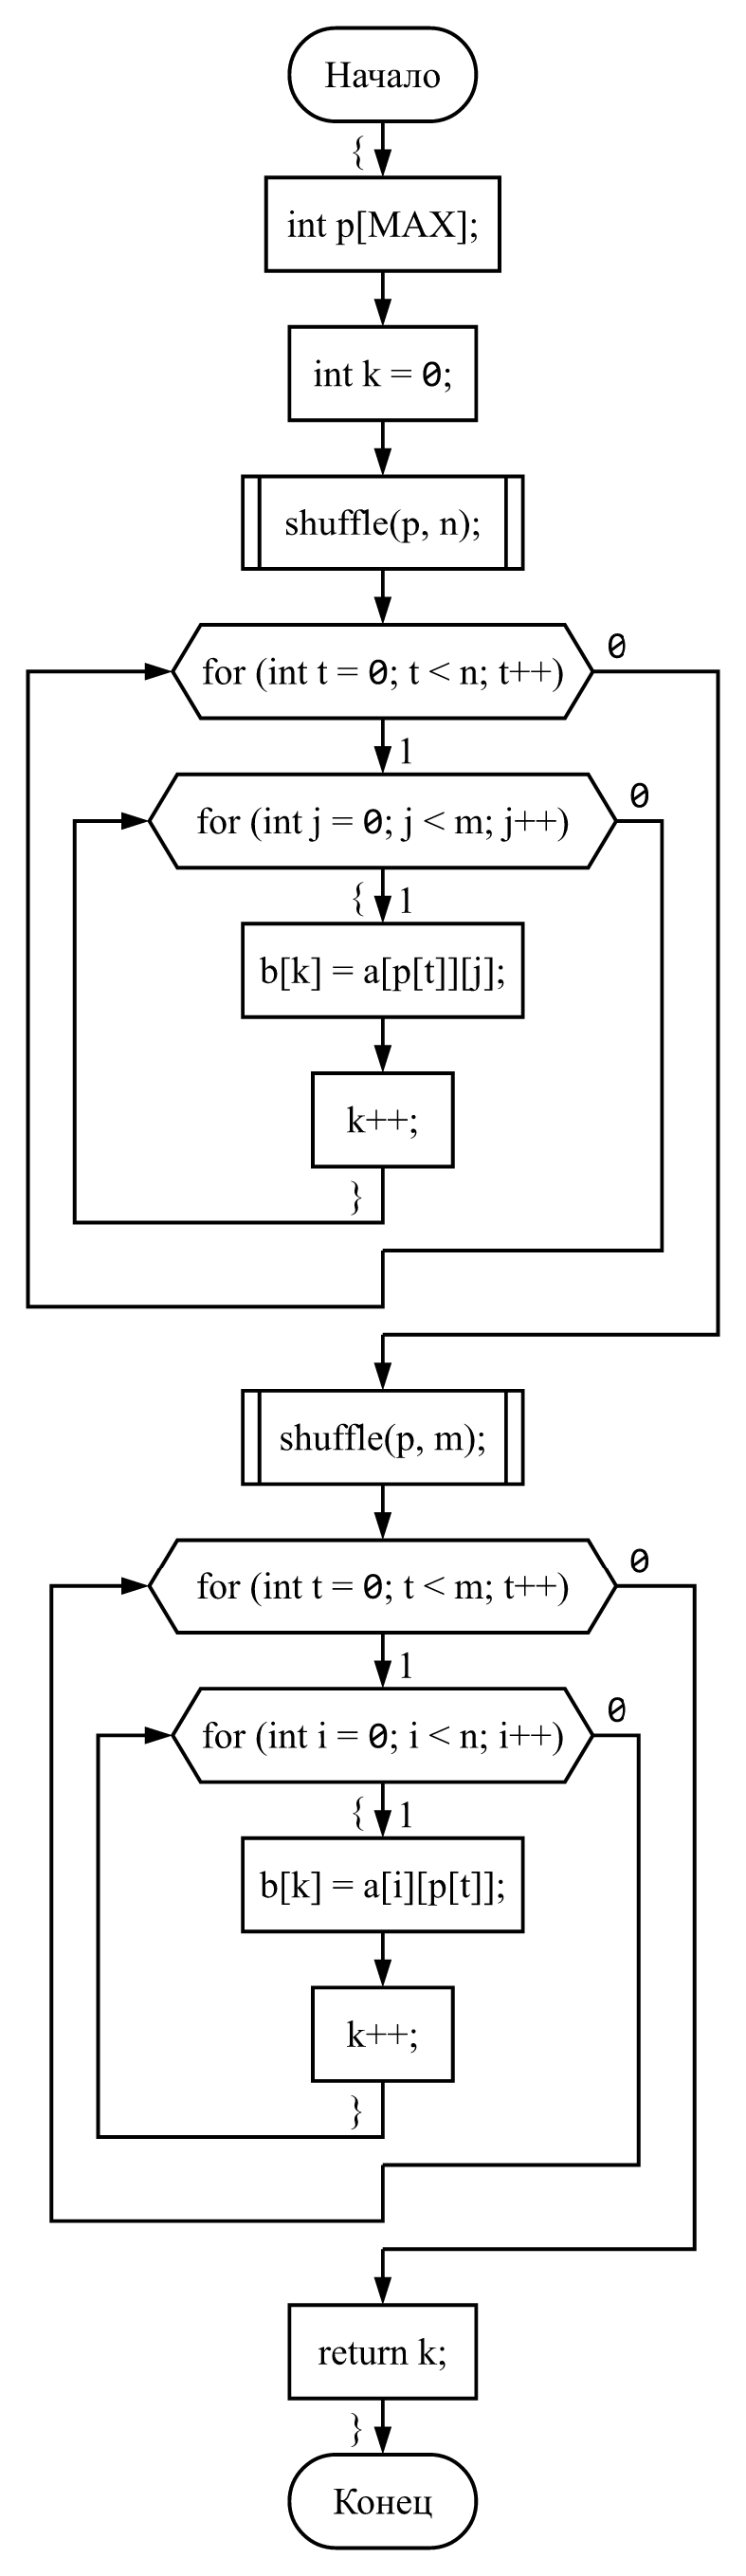 Начало
{
int p[MAX];
int k = 0;
shuffle(p, n);
for (int t = 0; t < n; t++)
0
1
for (int j = 0; j < m; j++)
0
{
1
b[k] = a[p[t]][j];
k++;
}
shuffle(p, m);
for (int t = 0; t < m; t++)
0
1
for (int i = 0; i < n; i++)
0
{
1
b[k] = a[i][p[t]];
k++;
}
return k;
}
Конец